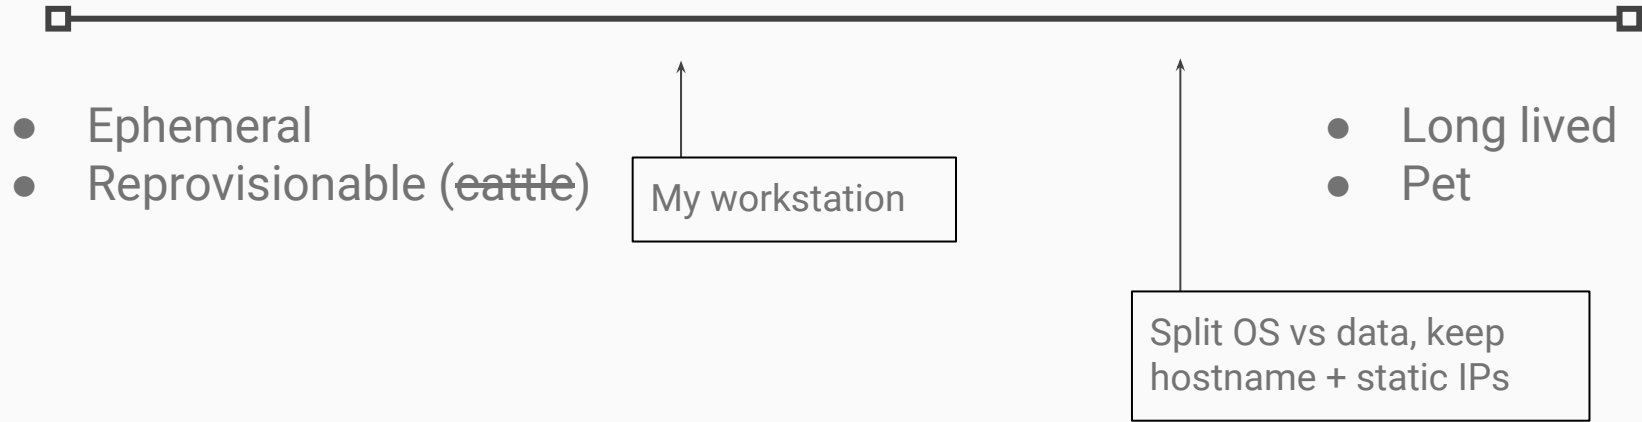 ● Ephemeral
● Reprovisionable (cattle)
My workstation
● Long lived
● Pet
Split OS vs data, keep
hostname + static IPs